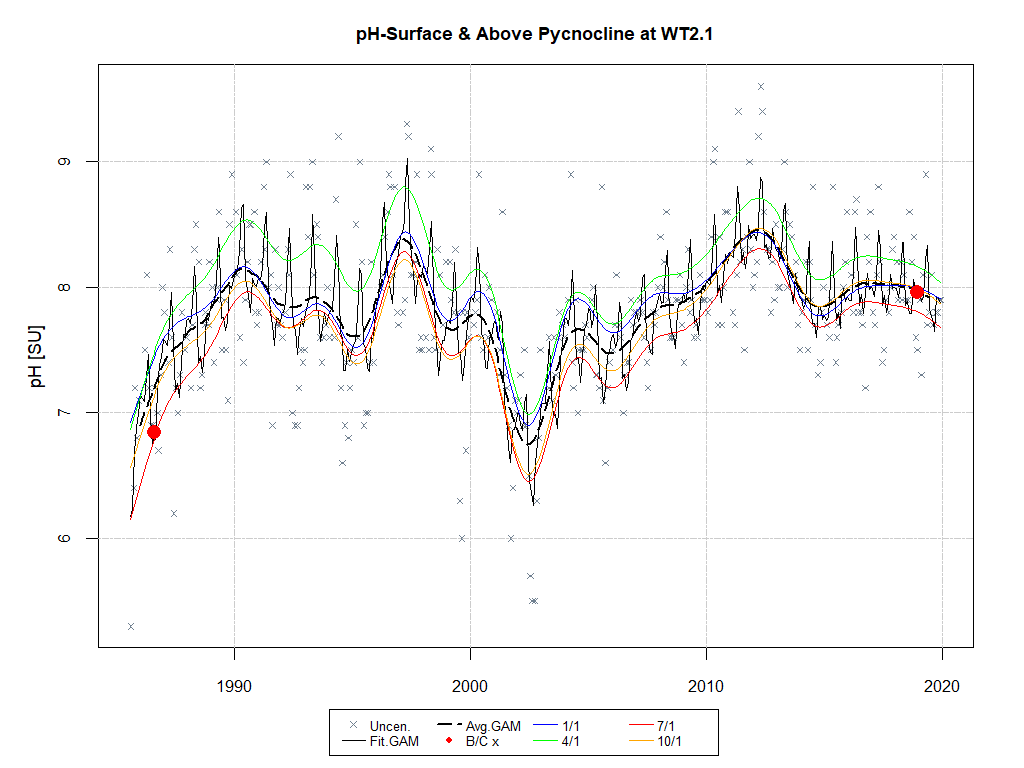 pH-Surface & Above Pycnocline at WT2.1
pH [SU]
9
8
7
6
1990 2000 2010 2020
Uncen. Avg.GAM 1/1 7/1
Fit.GAM B/C x 4/1 10/1